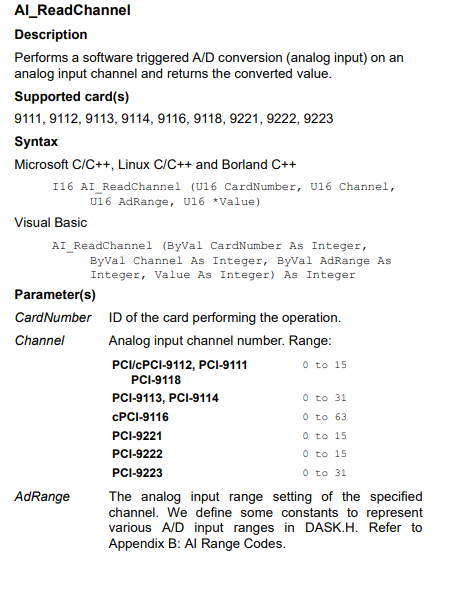 AI_ReadChannel
Description
Performs a software triggered A/D conversion (analog input) on an
analog input channel and returns the converted value.
Supported card(s)
9111, 9112, 9113, 9114, 9116, 9118, 9221, 9222, 9223
Syntax
Microsoft C/C++, Linux C/C++ and Borland C++
I16 AI_ReadChannel (U16 CardNumber, U16 Channel,
U16 AdRange, U16 *Value)
Visual Basic
AI_ReadChannel (ByVal CardNumber As Integer,
ByVal Channel As Integer, ByVal AdRange As
Integer, Value As Integer) As Integer
Parameter(s)
CardNumber ID of the card performing the operation.
Channel Analog input channel number. Range:
PCI/cPCI-9112, PCI-9111 0 to 15
PCI-9118
PCI-9113, PCI-9114 0 to 31
cPCI-9116 0 to 63
PCI-9221 0 to 15
PCI-9222 0 to 15
PCI-9223 0 to 31
AdRange The analog input range setting of the specified
channel. We define some constants to represent
various A/D input ranges in DASK.H. Refer to
Appendix B: AI Range Codes.